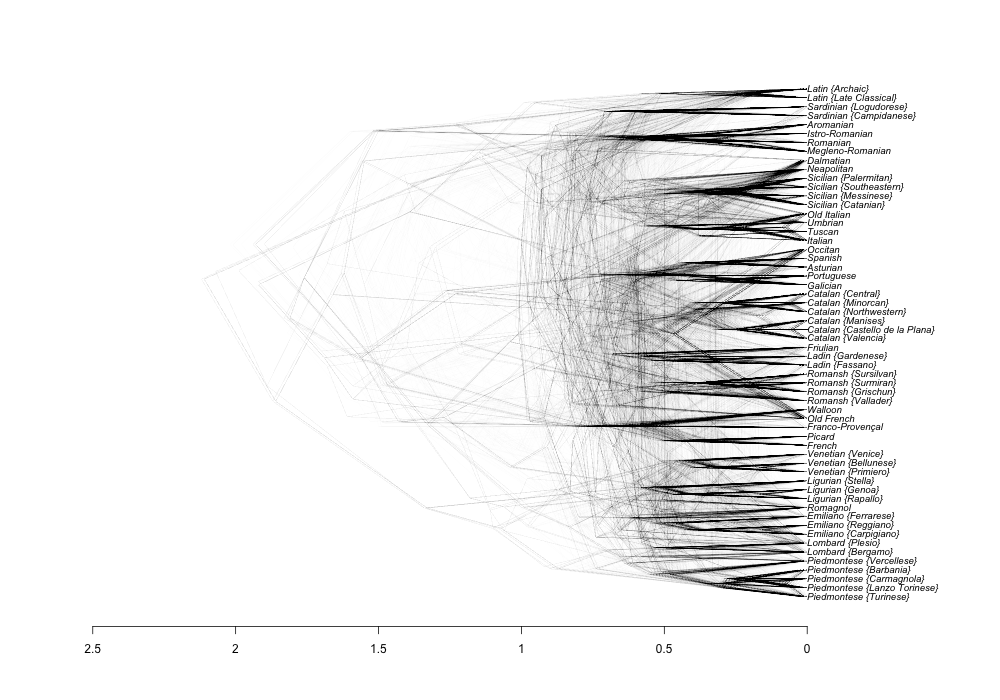 Latin {Archaic}
Latin {Late Classical}
Sardinian {Logudorese}
Sardinian {Campidanese}
Aromanian
Istro-Romanian
Romanian
Megleno-Romanian
Dalmatian
Neapolitan
Sicilian {Palermitan}
Sicilian {Southeastern}
Sicilian {Messinese}
Sicilian {Catanian}
Old Italian
Umbrian
Tuscan
Italian
Occitan
Spanish
Asturian
Portuguese
Galician
Catalan {Central}
Catalan {Minorcan}
Catalan {Northwestern}
Catalan {Manises}
Catalan {Castello de la Plana}
Catalan {Valencia}
Friulian
Ladin {Gardenese}
Ladin {Fassano}
Romansh {Sursilvan}
Romansh {Surmiran}
Romansh {Grischun}
Romansh {Vallader}
Walloon
Old French
Franco-Provençal
Picard
French
Venetian {Venice}
Venetian {Bellunese}
Venetian {Primiero}
Ligurian {Stella}
Ligurian {Genoa}
Ligurian {Rapallo}
Romagnol
Emiliano {Ferrarese}
Emiliano {Reggiano}
Emiliano {Carpigiano}
Lombard {Plesio}
Lombard {Bergamo}
Piedmontese {Vercellese}
Piedmontese {Barbania}
Piedmontese {Carmagnola}
Piedmontese {Lanzo Torinese}
Piedmontese {Turinese}
2.5 2 1.5 1 0.5 0